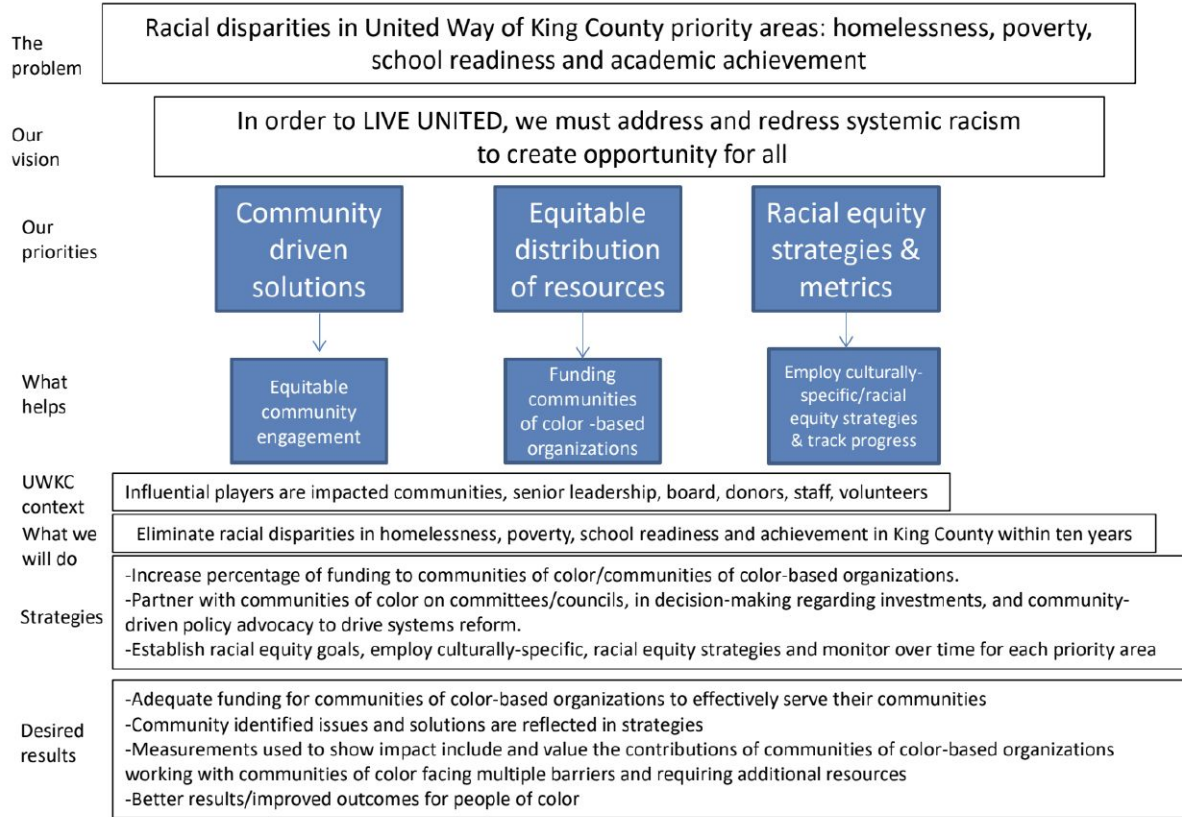 The
problem
Racial disparities in United Way of King County priority areas: homelessness, poverty,
school readiness and academic achievement
Our
vision
In order to LIVE UNITED, we must address and redress systemic racism
to create opportunity for all
Our
priorities
Community
driven
solutions
Equitable
distribution
of resources
Racial equity
strategies &
metrics
What
helps
Equitable
community
engagement
Funding
communities
of color -based
organizations
Employ culturally-
specific/racial
equity strategies
& track progress
UWKC
context
Influential players are impacted communities, senior leadership, board, donors, staff, volunteers
What we
will do
Eliminate racial disparities in homelessness, poverty, school readiness and achievement in King County within ten years
Strategies
-Increase percentage of funding to communities of color/communities of color-based organizations.
-Partner with communities of color on committees/councils, in decision-making regarding investments, and community-
driven policy advocacy to drive systems reform.
-Establish racial equity goals, employ culturally-specific, racial equity strategies and monitor over time for each priority area
Desired
results
-Adequate funding for communities of color-based organizations to effectively serve their communities
-Community identified issues and solutions are reflected in strategies
-Measurements used to show impact include and value the contributions of communities of color-based organizations
working with communities of color facing multiple barriers and requiring additional resources
-Better results/improved outcomes for people of color